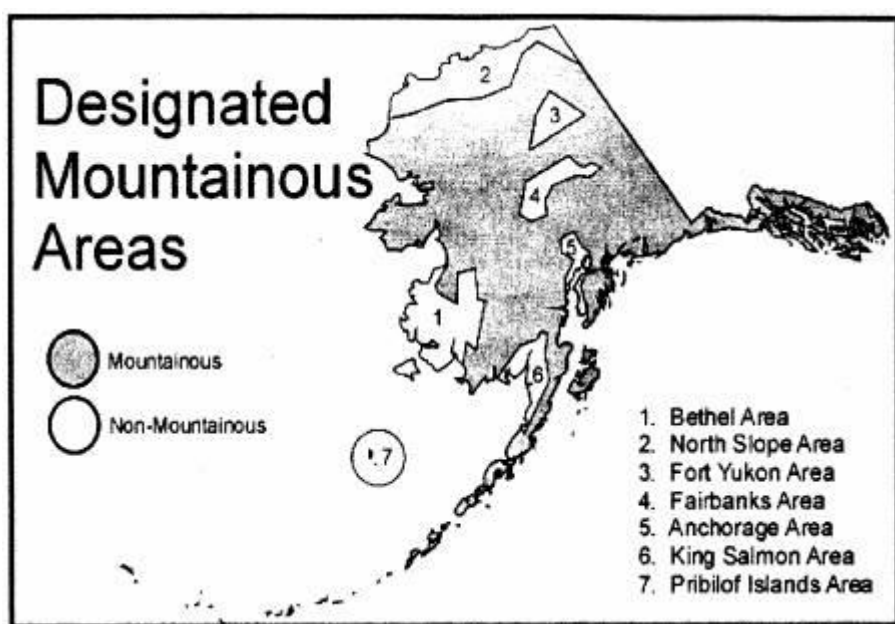 Designated
Mountainous
Areas
2
3
4
5
1
6
7
Mountainous
Non-Mountainous
1. Bethel Area
2. North Slope Area
3. Fort Yukon Area
4. Fairbanks Area
5. Anchorage Area
6. King Salmon Area
7. Pribilof Islands Area